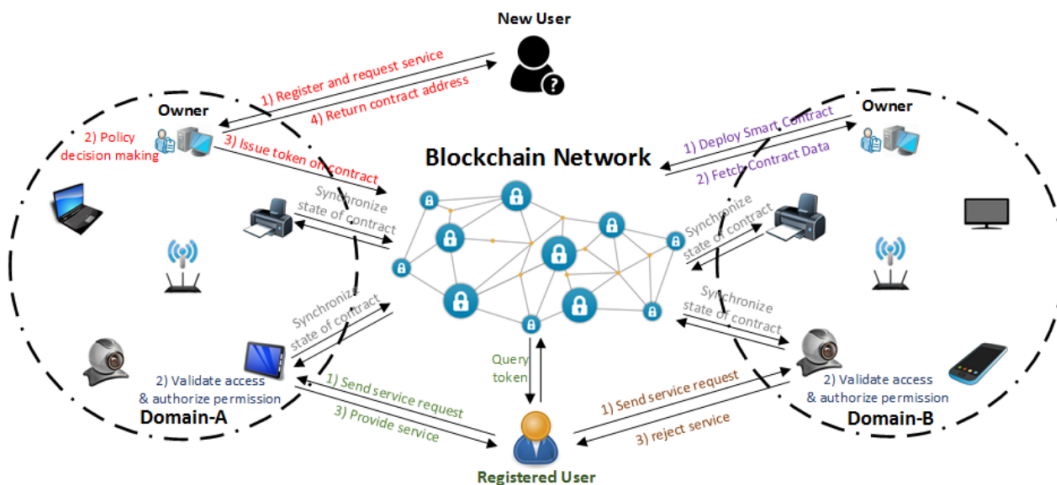 New User
1) Register and request service
4) Return contract address
Owner
2) Policy
decision making
3) Issue token on contract
Blockchain Network
Owner
1) Deploy Smart Contract
2) Fetch Contract Data
Synchronize
state of contract
Synchronize
state of contract
Synchronize
state of contract
Synchronize
state of contract
Query
token
2) Validate access
& authorize permission
Domain-A
1) Send service request
3) Provide service
1) Send service request
3) reject service
2) Validate access
& authorize permission
Domain-B
Registered User
?